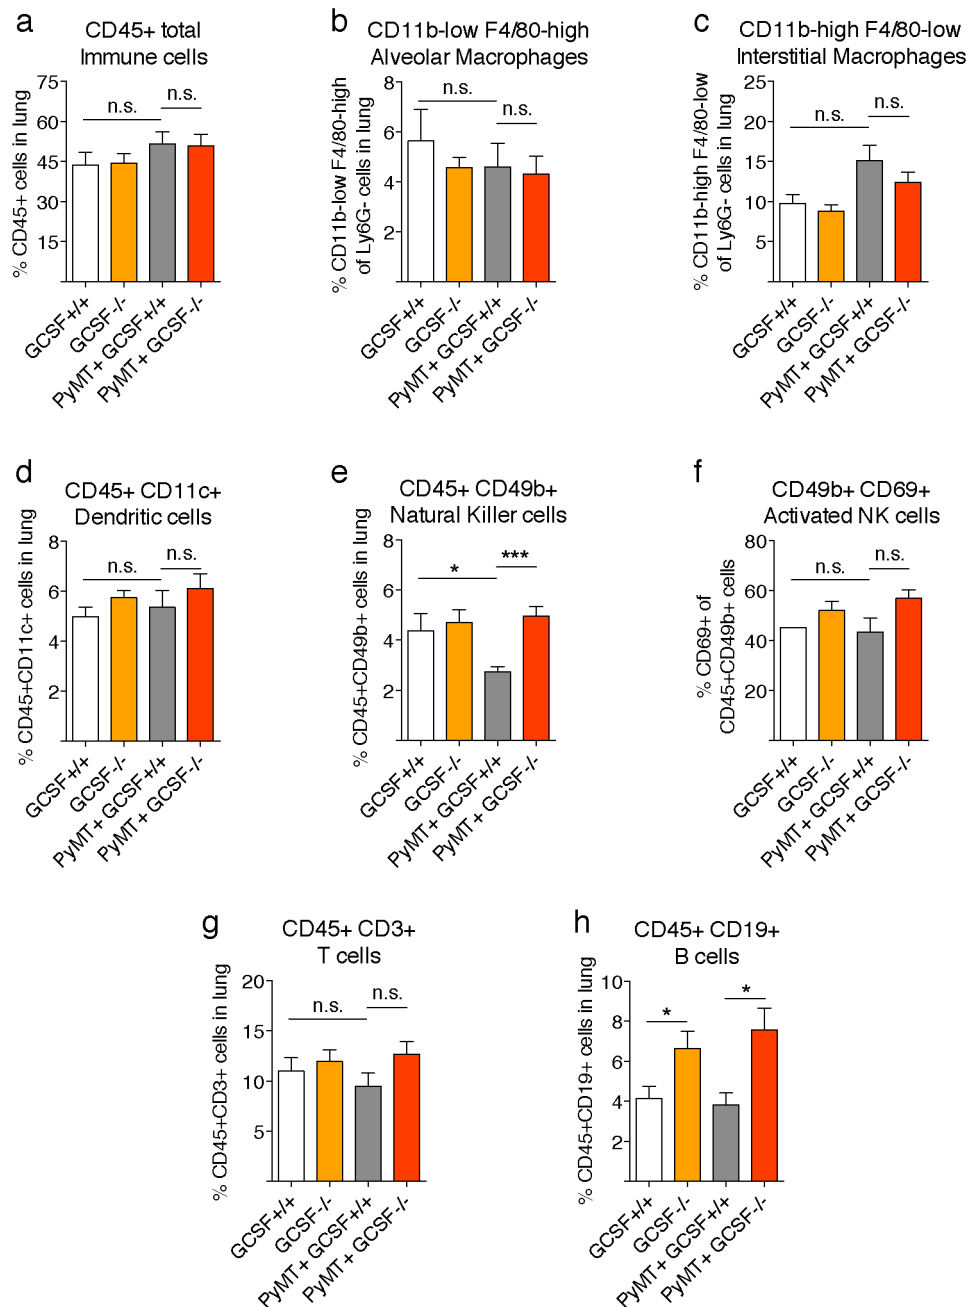 a
CD45+ total
Immune cells
% CD45+ cells in lung
75
60
45
30
15
n.s.
n.s.
GCSF+/+
GCSF-/-
PyMT+ GCSF+/+
PyMT+ GCSF-/-
b
CD11b-low F4/80-high
Alveolar Macrophages
% CD11b-low F4/80-high
of Ly6G- cells in lung
8
6
4
2
n.s.
n.s.
GCSF+/+
GCSF-/-
PyMT+ GCSF+/+
PyMT+ GCSF-/-
c
CD11b-high F4/80-low
Interstitial Macrophages
% CD11b-high F4/80-low
of Ly6G- cells in lung
25
20
15
10
5
n.s.
n.s.
GCSF+/+
GCSF-/-
PyMT+ GCSF+/+
PyMT+ GCSF-/-
d
CD45+ CD11c+
Dendritic cells
% CD45+CD11c+ cells in lung
8
6
4
2
n.s.
n.s.
GCSF+/+
GCSF-/-
PyMT+ GCSF+/+
PyMT+ GCSF-/-
e
CD45+ CD49b+
Natural Killer cells
% CD45+CD49b+ cells in lung
8
6
4
2
*
***
GCSF+/+
GCSF-/-
PyMT+ GCSF+/+
PyMT+ GCSF-/-
f
CD49b+ CD69+
Activated NK cells
% CD69+ of
CD45+CD49b+ cells
80
60
40
20
n.s.
n.s.
GCSF+/+
GCSF-/-
PyMT+ GCSF+/+
PyMT+ GCSF-/-
g
CD45+ CD3+
T cells
% CD45+CD3+ cells in lung
20
15
10
5
n.s.
n.s.
GCSF+/+
GCSF-/-
PyMT+ GCSF+/+
PyMT+ GCSF-/-
h
CD45+ CD19+
B cells
% CD45+CD19+ cells in lung
10
8
6
4
2
*
*
GCSF+/+
GCSF-/-
PyMT+ GCSF+/+
PyMT+ GCSF-/-